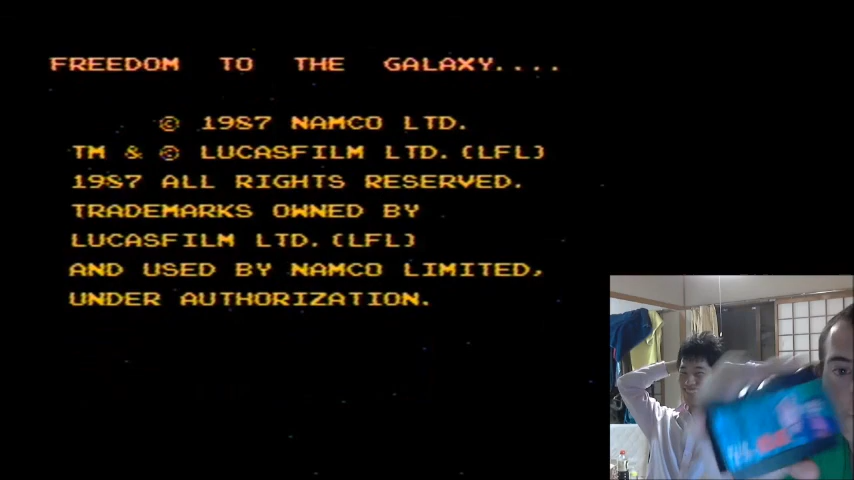 FREEDOM TO THE GALAXY....
© 1987 NAMCO LTD.
TM & © LUCASFILM LTD.(LFL)
1987 ALL RIGHTS RESERVED.
TRADEMARKS OWNED BY
LUCASFILM LTD.(LFL)
AND USED BY NAMCO LIMITED,
UNDER AUTHORIZATION.